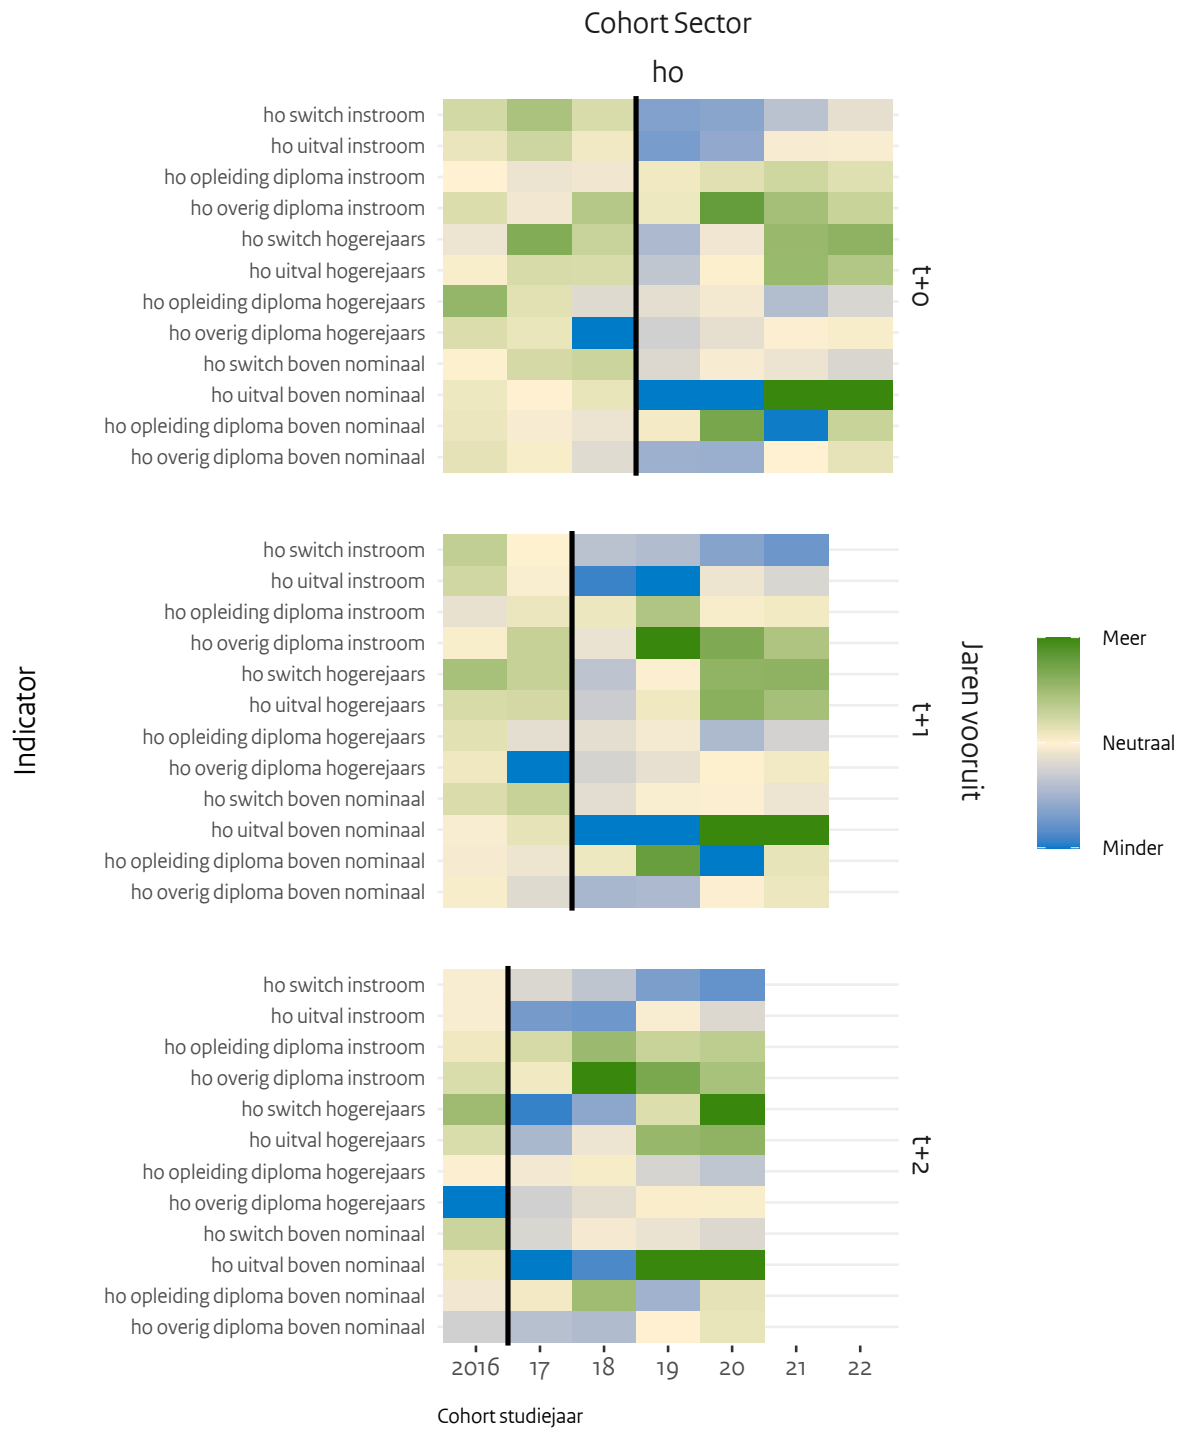 Cohort Sector
ho
ho switch instroom
ho uitval instroom
ho opleiding diploma instroom
ho overig diploma instroom
ho switch hogerejaars
ho uitval hogerejaars
ho opleiding diploma hogerejaars
ho overig diploma hogerejaars
ho switch boven nominaal
ho uitval boven nominaal
ho opleiding diploma boven nominaal
ho overig diploma boven nominaal
t+0
ho switch instroom
ho uitval instroom
ho opleiding diploma instroom
ho overig diploma instroom
ho switch hogerejaars
ho uitval hogerejaars
ho opleiding diploma hogerejaars
ho overig diploma hogerejaars
ho switch boven nominaal
ho uitval boven nominaal
ho opleiding diploma boven nominaal
ho overig diploma boven nominaal
t+1
ho switch instroom
ho uitval instroom
ho opleiding diploma instroom
ho overig diploma instroom
ho switch hogerejaars
ho uitval hogerejaars
ho opleiding diploma hogerejaars
ho overig diploma hogerejaars
ho switch boven nominaal
ho uitval boven nominaal
ho opleiding diploma boven nominaal
ho overig diploma boven nominaal
t+2
2016 17 18 19 20 21 22
Cohort studiejaar
Indicator
Jaren vooruit
Meer
Neutraal
Minder